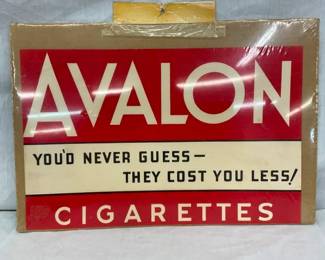 AVALON
YOU'D NEVER GUESS—
THEY COST YOU LESS!
CIGARETTES